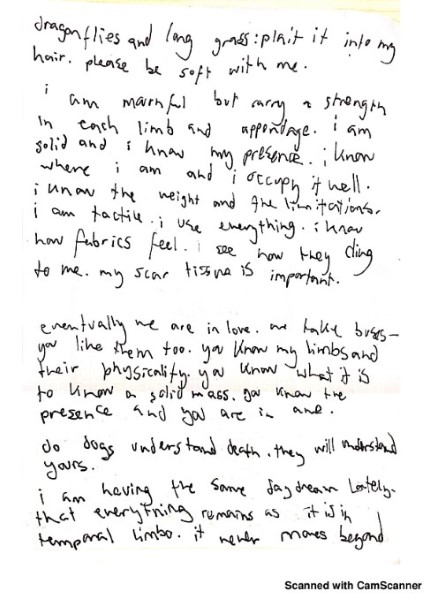 dragonflies and long grass: plait it into my
hair. please be soft with me.
i
am mournful but carry a strength
in each limb and appendage. i am
solid and i know my presence. i know
where i am and i occupy it well.
i know the weight and the limitations.
i am tactile. i use everything. i know
how fabrics feel. i see how they cling
to me. my scar tissue is important.
eventually we are in love. we take buses—
you like them too. you know my limbs and
their physicality. you know what it is
to know a solid mass. you know the
presence and you are in awe.
do dogs understand death. they will understand
yours.
i am having the same daydream lately.
that everything remains as it is in
temporal limbo. it never moves beyond
Scanned with CamScanner